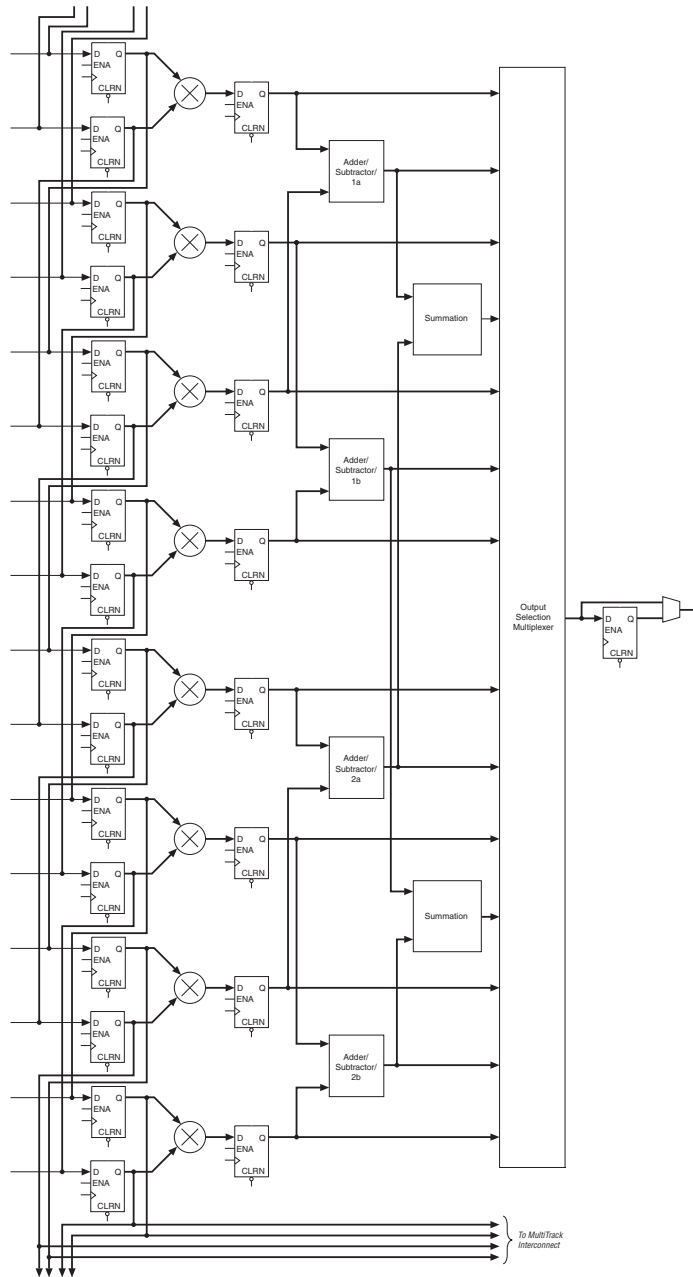 D Q
ENA
CLRN
D Q
ENA
CLRN
D Q
ENA
CLRN
Adder/
Subtractor/
1a
D Q
ENA
CLRN
D Q
ENA
CLRN
D Q
ENA
CLRN
Summation
D Q
ENA
CLRN
D Q
ENA
CLRN
D Q
ENA
CLRN
Adder/
Subtractor/
1b
D Q
ENA
CLRN
D Q
ENA
CLRN
D Q
ENA
CLRN
Output
Selection
Multiplexer
D Q
ENA
CLRN
D Q
ENA
CLRN
D Q
ENA
CLRN
D Q
ENA
CLRN
Adder/
Subtractor/
2a
D Q
ENA
CLRN
D Q
ENA
CLRN
D Q
ENA
CLRN
Summation
D Q
ENA
CLRN
D Q
ENA
CLRN
D Q
ENA
CLRN
Adder/
Subtractor/
2b
D Q
ENA
CLRN
D Q
ENA
CLRN
D Q
ENA
CLRN
To MultiTrack
Interconnect